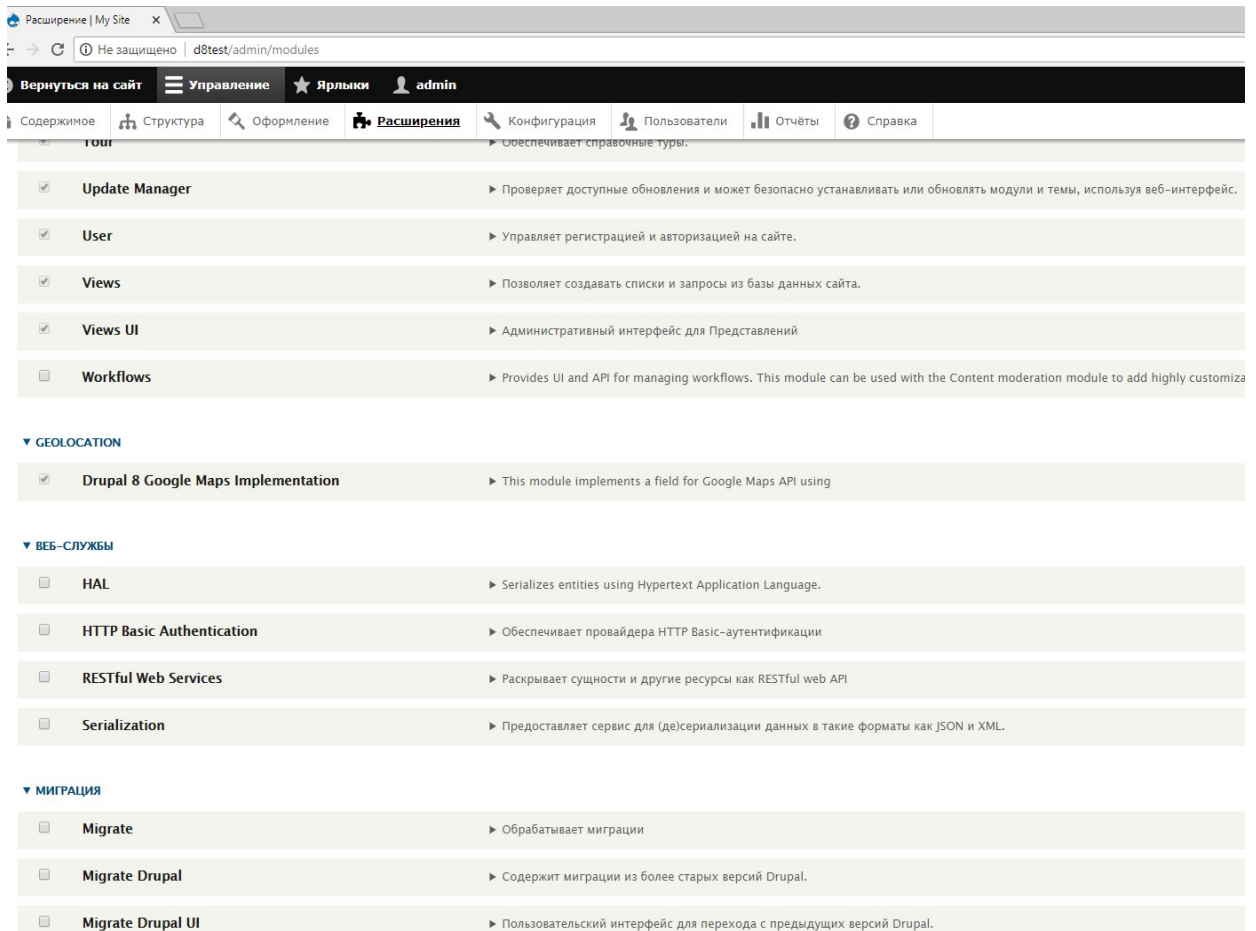 Расширение | My Site
Не защищено | d8test/admin/modules
Вернуться на сайт Управление Ярлыки admin
Содержимое Структура Оформление Расширения Конфигурация Пользователи Отчёты Справка
Tour Обеспечивает справочные туры.
Update Manager Проверяет доступные обновления и может безопасно устанавливать или обновлять модули и темы, используя веб-интерфейс.
User Управляет регистрацией и авторизацией на сайте.
Views Позволяет создавать списки и запросы из базы данных сайта.
Views UI Административный интерфейс для Представлений
Workflows Provides UI and API for managing workflows. This module can be used with the Content moderation module to add highly customiza
GEOLOCATION
Drupal 8 Google Maps Implementation This module implements a field for Google Maps API using
ВЕБ-СЛУЖБЫ
HAL Serializes entities using Hypertext Application Language.
HTTP Basic Authentication Обеспечивает провайдера HTTP Basic-аутентификации
RESTful Web Services Раскрывает сущности и другие ресурсы как RESTful web API
Serialization Предоставляет сервис для (де)сериализации данных в такие форматы как JSON и XML.
МИГРАЦИЯ
Migrate Обрабатывает миграции
Migrate Drupal Содержит миграции из более старых версий Drupal.
Migrate Drupal UI Пользовательский интерфейс для перехода с предыдущих версий Drupal.